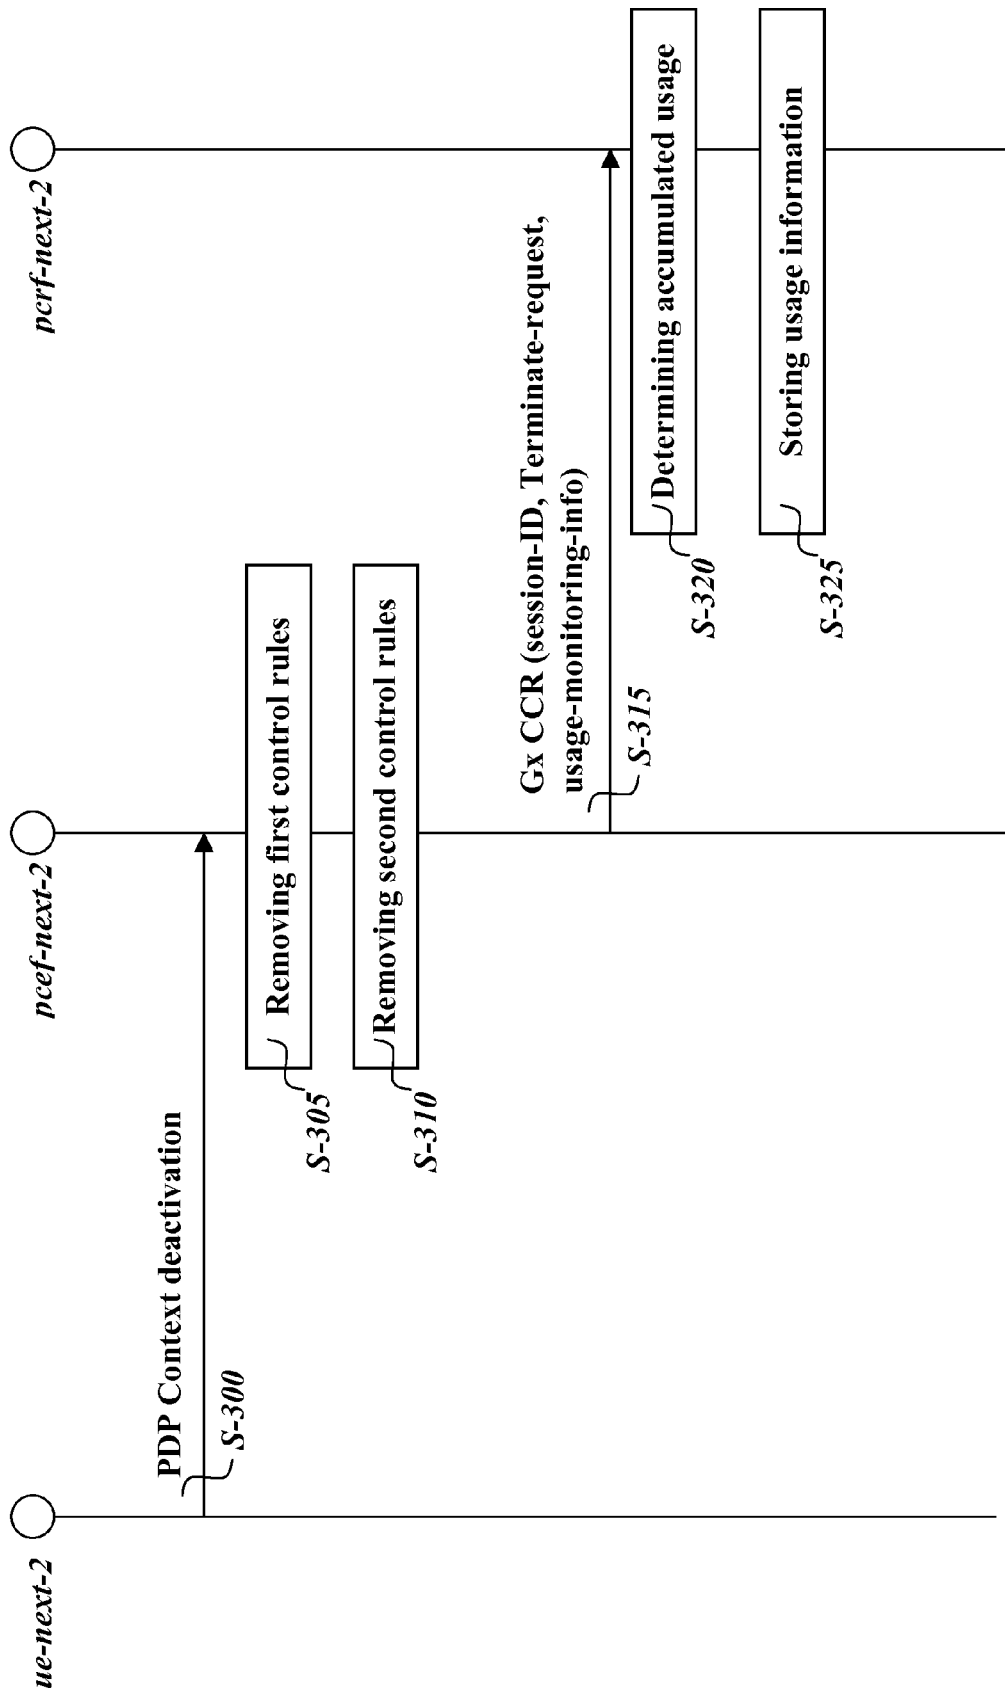 ue-next-2
pcef-next-2
pcrf-next-2
PDP Context deactivation
S-300
Removing first control rules
S-305
Removing second control rules
S-310
Gx CCR (session-ID, Terminate-request,
usage-monitoring-info)
S-315
Determining accumulated usage
S-320
Storing usage information
S-325